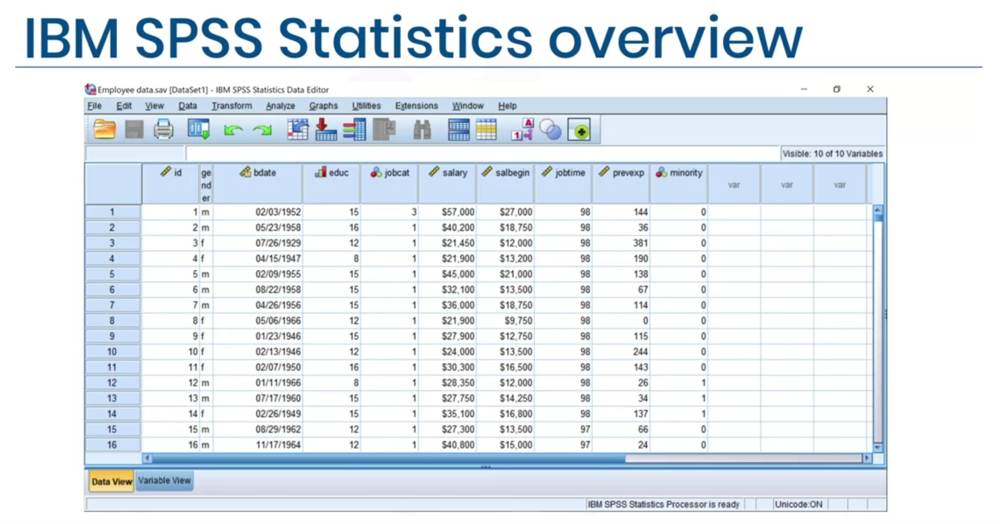 IBM SPSS Statistics overview
Employee data.sav [DataSet1] - IBM SPSS Statistics Data Editor
File Edit View Data Transform Analyze Graphs Utilities Extensions Window Help
A
1
Visible: 10 of 10 Variables
id gender bdate educ jobcat salary salbegin jobtime prevexp minority var var var
1 1 m 02/03/1952 15 3 $57,000 $27,000 98 144 0
2 2 m 05/23/1958 16 1 $40,200 $18,750 98 36 0
3 3 f 07/26/1929 12 1 $21,450 $12,000 98 381 0
4 4 f 04/15/1947 8 1 $21,900 $13,200 98 190 0
5 5 m 02/09/1955 15 1 $45,000 $21,000 98 138 0
6 6 m 08/22/1958 15 1 $32,100 $13,500 98 67 0
7 7 m 04/26/1956 15 1 $36,000 $18,750 98 114 0
8 8 f 05/06/1966 12 1 $21,900 $9,750 98 0 0
9 9 f 01/23/1946 15 1 $27,900 $12,750 98 115 0
10 10 f 02/13/1946 12 1 $24,000 $13,500 98 244 0
11 11 f 02/07/1950 16 1 $30,300 $16,500 98 143 0
12 12 m 01/11/1966 8 1 $28,350 $12,000 98 26 1
13 13 m 07/17/1960 15 1 $27,750 $14,250 98 34 1
14 14 f 02/26/1949 15 1 $35,100 $16,800 98 137 1
15 15 m 08/29/1962 12 1 $27,300 $13,500 97 66 0
16 16 m 11/17/1964 12 1 $40,800 $15,000 97 24 0
Data View Variable View
IBM SPSS Statistics Processor is ready Unicode:ON